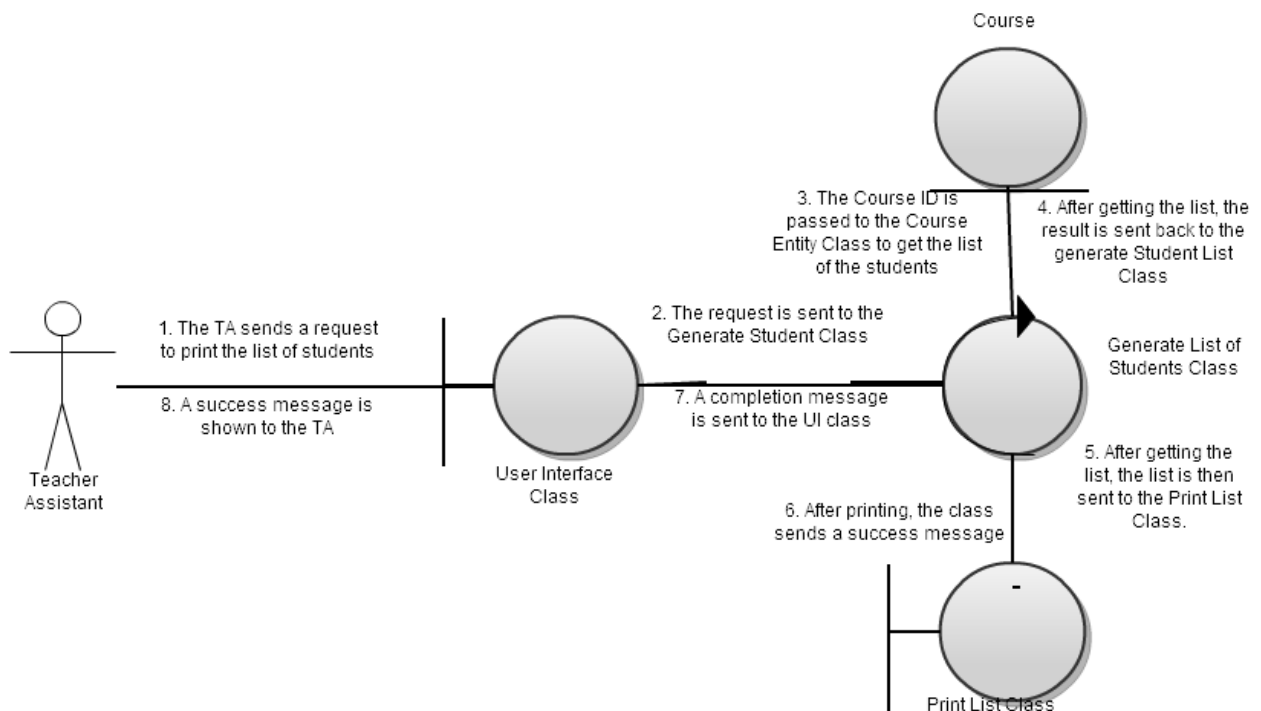 Course
3. The Course ID is
passed to the Course
Entity Class to get the list
of the students
4. After getting the list, the
result is sent back to the
generate Student List
Class
1. The TA sends a request
to print the list of students
2. The request is sent to the
Generate Student Class
Generate List of
Students Class
8. A success message is
shown to the TA
7. A completion message
is sent to the UI class
Teacher
Assistant
User Interface
Class
5. After getting the
list, the list is then
sent to the Print List
Class.
6. After printing, the class
sends a success message
Print List Class